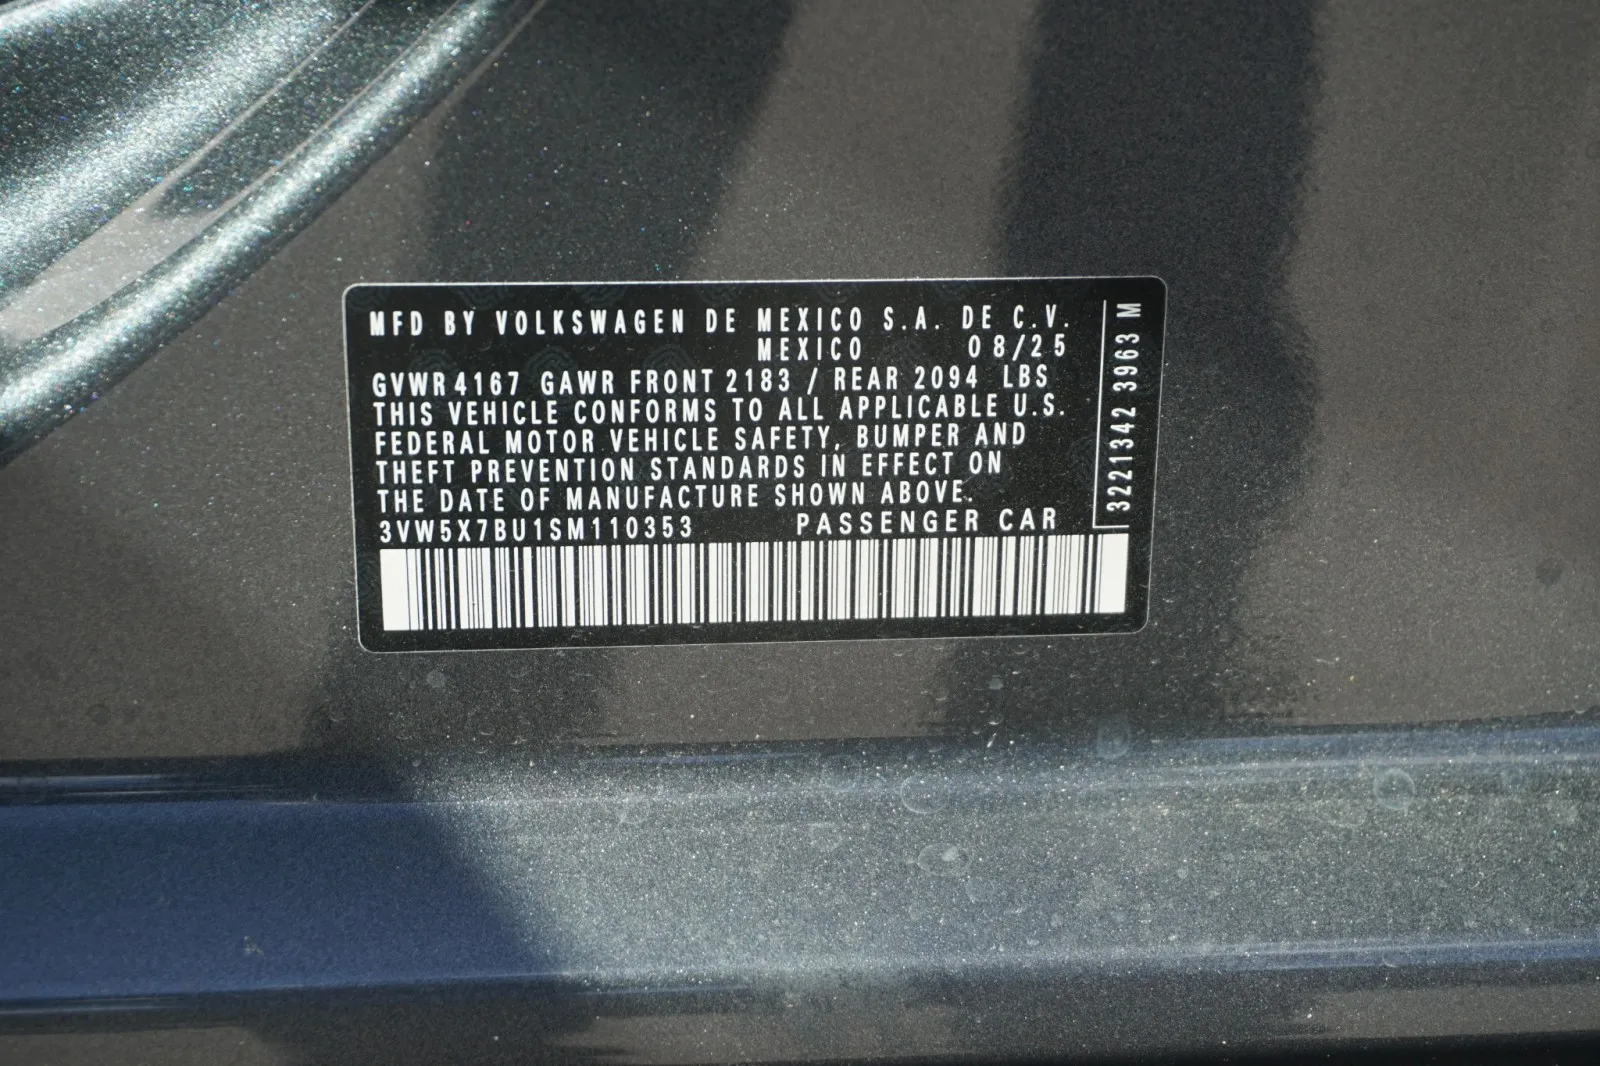 MFD BY VOLKSWAGEN DE MEXICO S.A. DE C.V.
MEXICO 08/25
GVWR 4167 GAWR FRONT 2183 / REAR 2094 LBS
THIS VEHICLE CONFORMS TO ALL APPLICABLE U.S.
FEDERAL MOTOR VEHICLE SAFETY, BUMPER AND
THEFT PREVENTION STANDARDS IN EFFECT ON
THE DATE OF MANUFACTURE SHOWN ABOVE.
3VW5X7BU1SM110353 PASSENGER CAR
3221342 3963 M